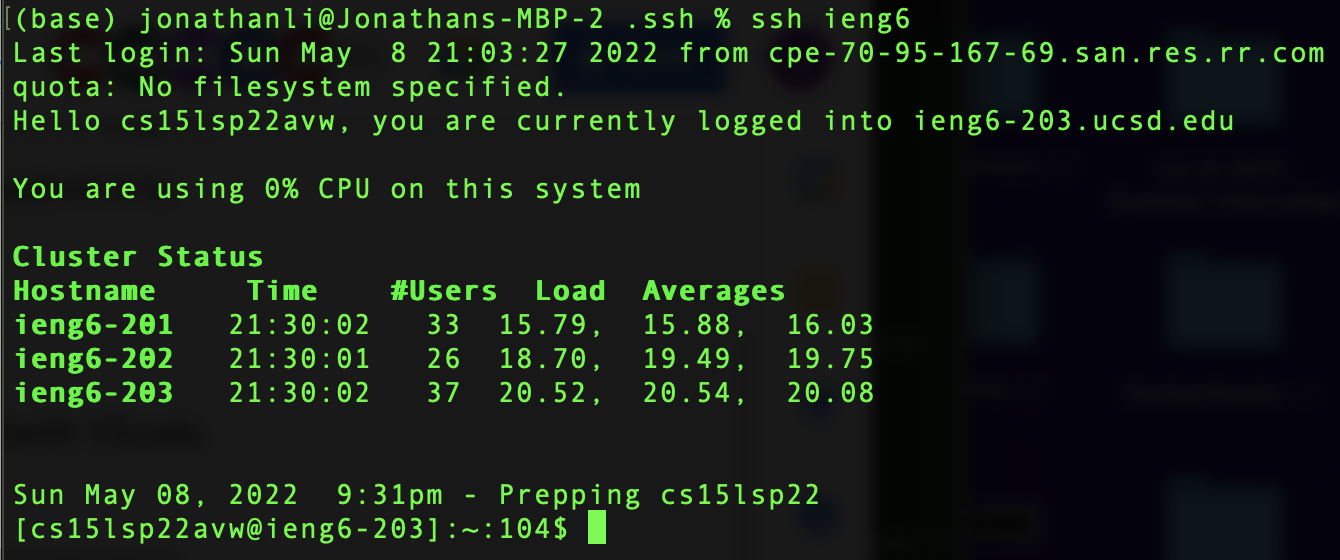 [(base) jonathanli@Jonathans-MBP-2 .ssh % ssh ieng6
Last login: Sun May  8 21:03:27 2022 from cpe-70-95-167-69.san.res.rr.com
quota: No filesystem specified.
Hello cs15lsp22avw, you are currently logged into ieng6-203.ucsd.edu
You are using 0% CPU on this system
Cluster Status
Hostname     Time    #Users  Load  Averages
ieng6-201   21:30:02   33  15.79,  15.88,  16.03
ieng6-202   21:30:01   26  18.70,  19.49,  19.75
ieng6-203   21:30:02   37  20.52,  20.54,  20.08
Sun May 08, 2022  9:31pm - Prepping cs15lsp22
[cs15lsp22avw@ieng6-203]:~:104$